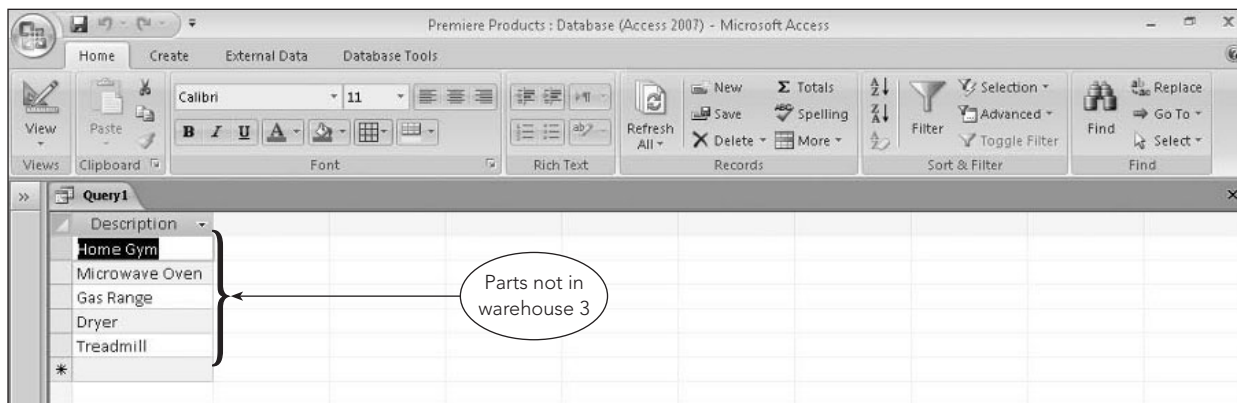 Premiere Products : Database (Access 2007) - Microsoft Access
Home Create External Data Database Tools
View
Views
Paste
Clipboard
Calibri 11
B I U A
Font
ab
Rich Text
Refresh
All
New
Save
Delete
Σ Totals
ABC Spelling
More
Records
A
Z
Z
A
A
Z
Filter
Selection
Advanced
Toggle Filter
Sort & Filter
Find
Replace
Go To
Select
Find
» Query1 x
Description
Home Gym
Microwave Oven
Gas Range
Dryer
Treadmill
*
Parts not in
warehouse 3